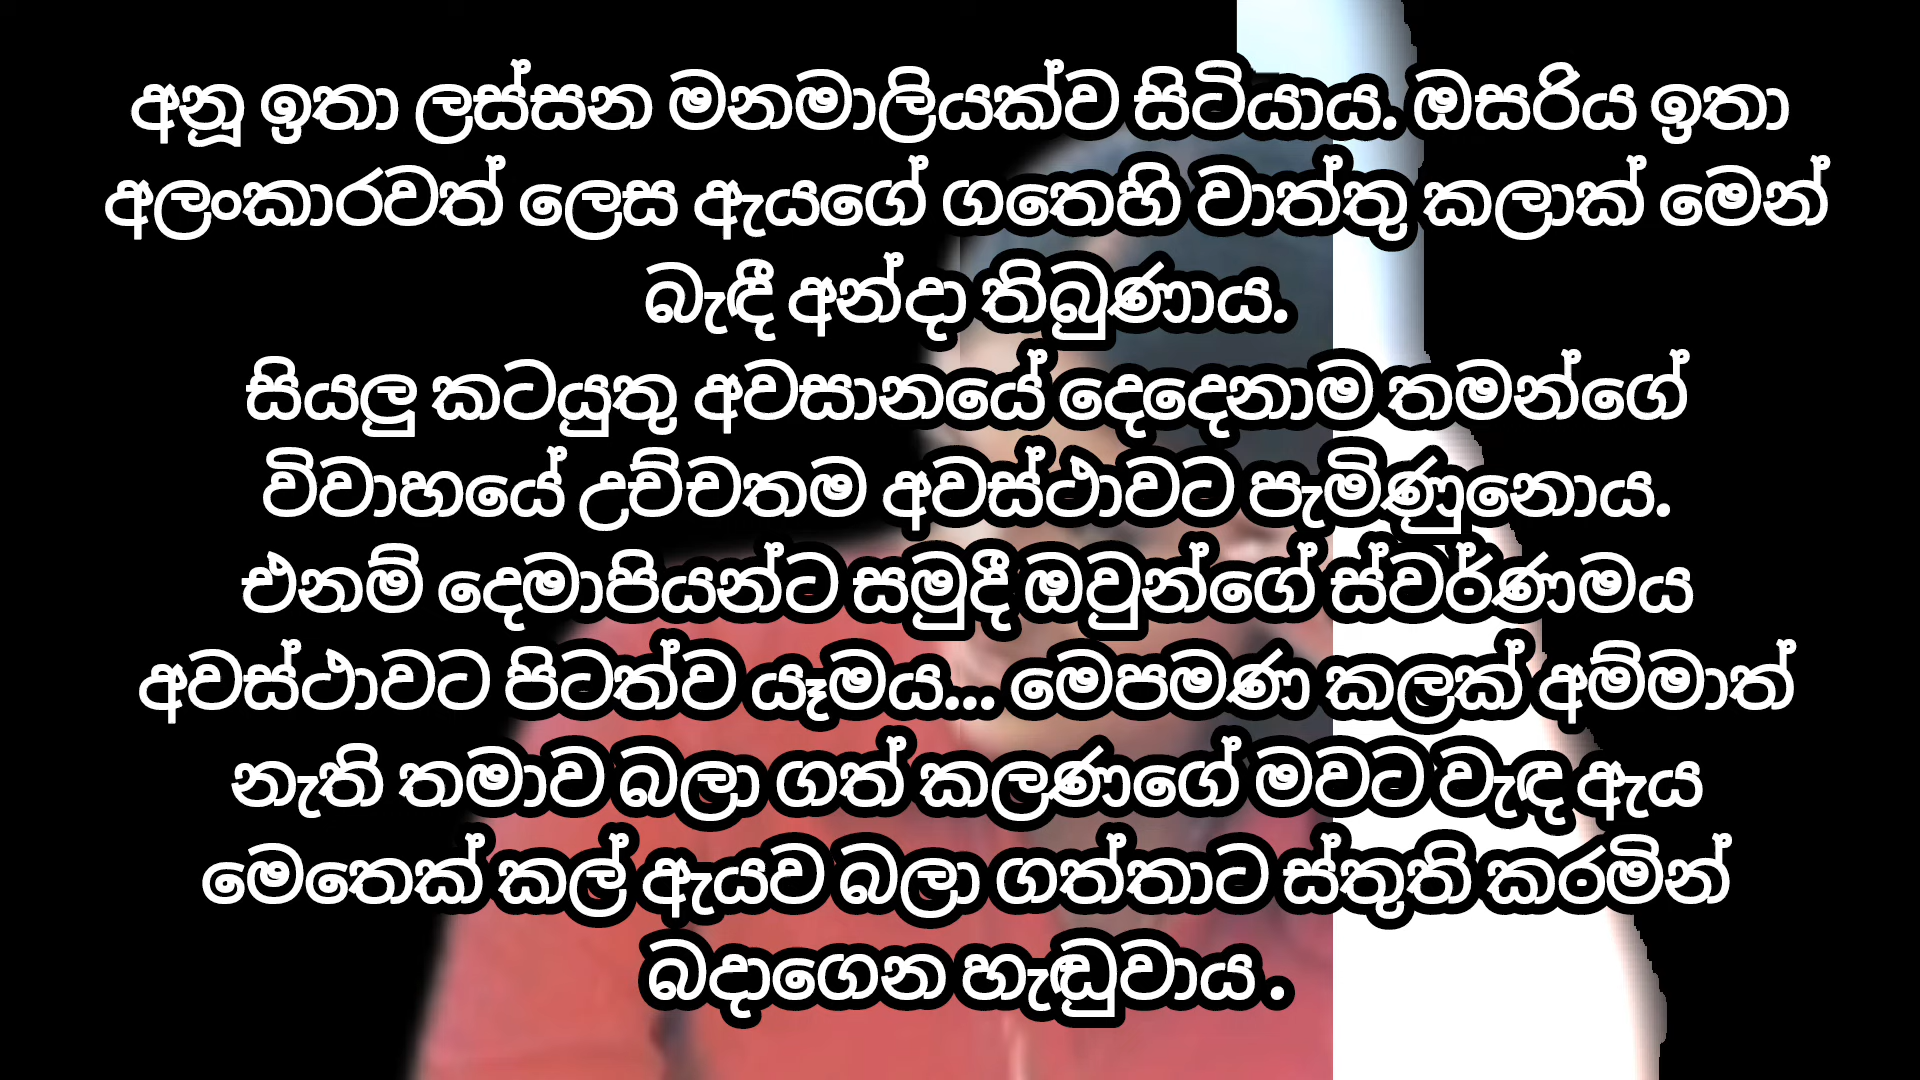 අනූ ඉතා ලස්සන මනමාලියක්ව සිටියාය. ඔසරිය ඉතා
අලංකාරවත් ලෙස ඇයගේ ගතෙහි වාත්තු කලාක් මෙන්
බැඳී අන්දා තිබුණාය.
සියලු කටයුතු අවසානයේ දෙදෙනාම තමන්ගේ
විවාහයේ උච්චතම අවස්ථාවට පැමිණුනොය.
එනම් දෙමාපියන්ට සමුදී ඔවුන්ගේ ස්වර්ණමය
අවස්ථාවට පිටත්ව යෑමය... මෙපමණ කලක් අම්මාත්
නැති තමාව බලා ගත් කලණගේ මවට වැඳ ඇය
මෙතෙක් කල් ඇයව බලා ගත්තාට ස්තුති කරමින්
බදාගෙන හැඬුවාය .